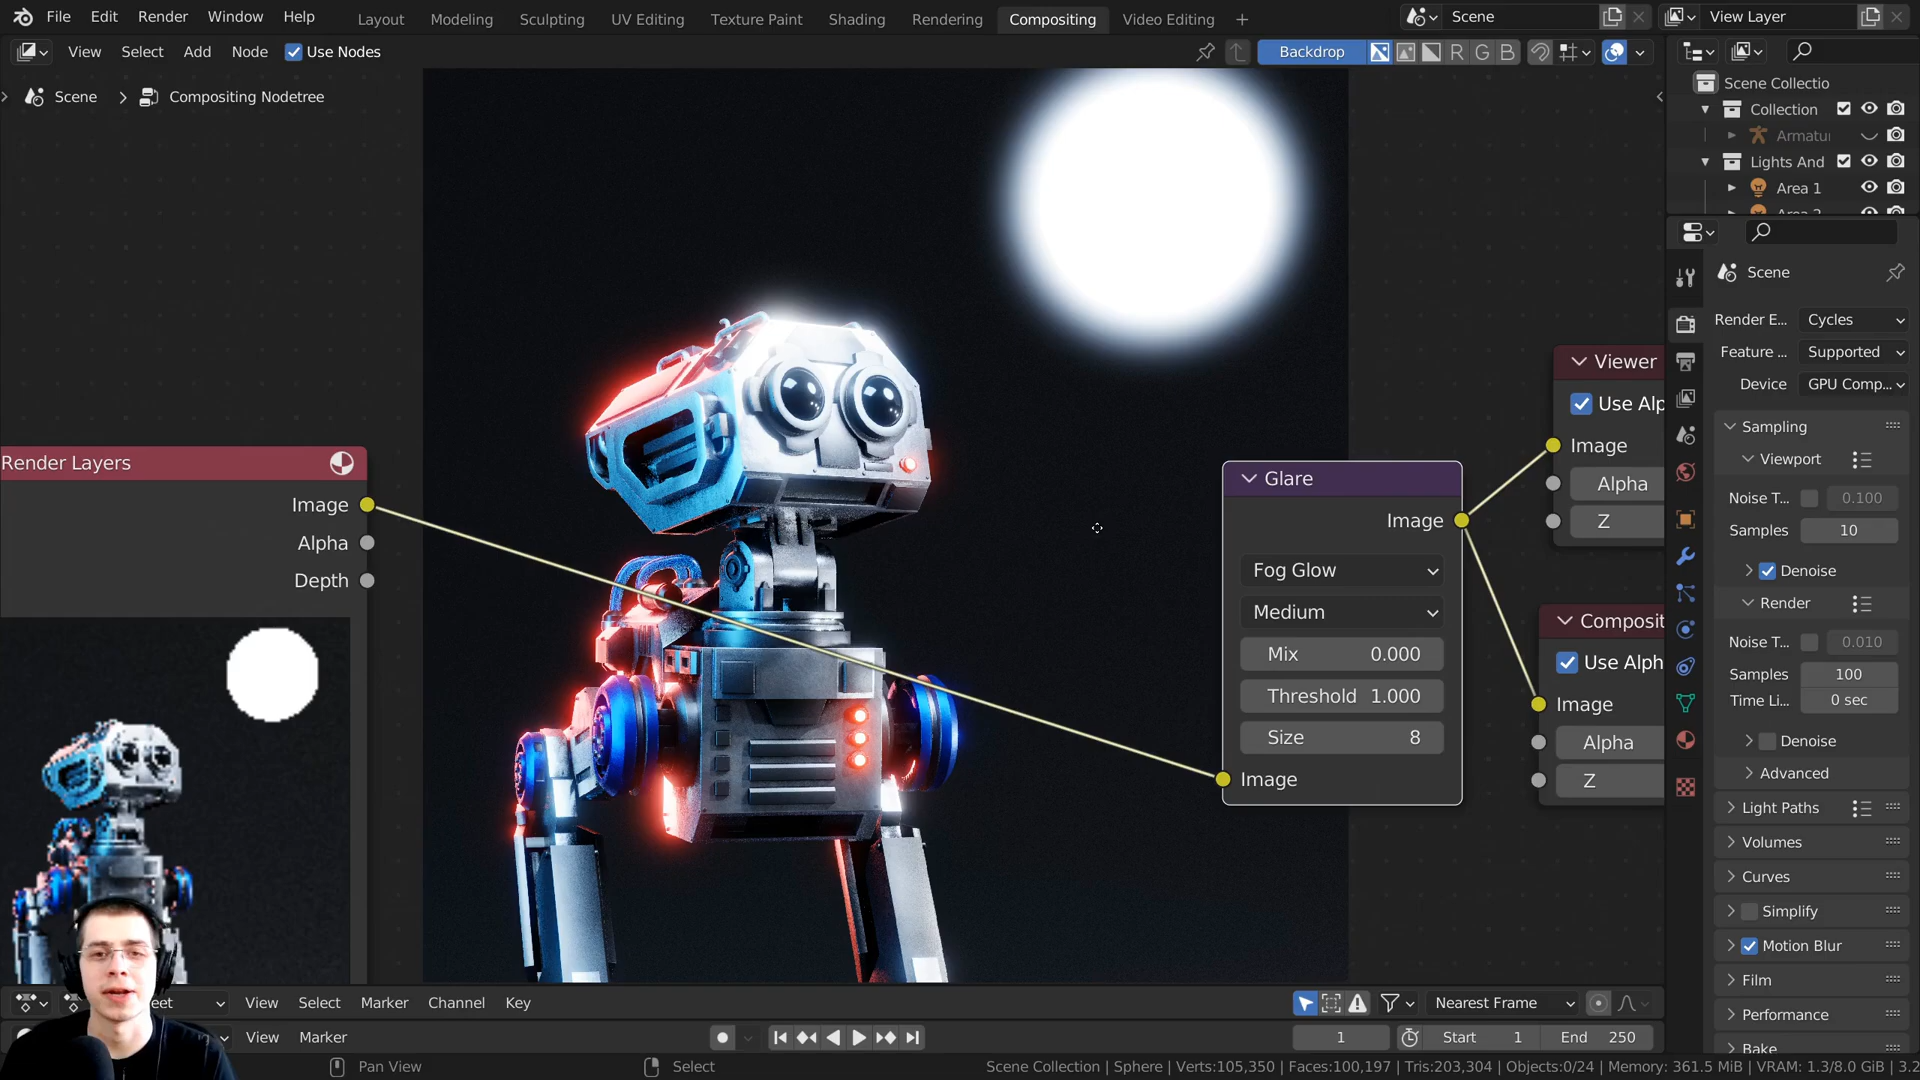 File Edit Render Window Help Layout Modeling Sculpting UV Editing Texture Paint Shading Rendering Compositing Video Editing + Scene View Layer
View Select Add Node Use Nodes Backdrop R G B
Scene > Compositing Nodetree
Scene Collectio
Collection
Armatu
Lights And
Area 1
Render Layers
Image
Alpha
Depth
Glare
Image
Fog Glow
Medium
Mix 0.000
Threshold 1.000
Size 8
Image
Viewer
Use Alp
Image
Alpha
Z
Composit
Use Alph
Image
Alpha
Z
Scene
Render E... Cycles
Feature ... Supported
Device GPU Comp...
Sampling
Viewport
Noise T... 0.100
Samples 10
Denoise
Render
Noise T... 0.010
Samples 100
Time Li... 0 sec
Denoise
Advanced
Light Paths
Volumes
Curves
Simplify
Motion Blur
Film
Performance
Bake
eet View Select Marker Channel Key Nearest Frame
View Marker 1 Start 1 End 250
Pan View Select Scene Collection | Sphere | Verts:105,350 | Faces:100,197 | Tris:203,304 | Objects:0/24 | Memory: 361.5 MiB | VRAM: 1.3/8.0 GiB | 3.2